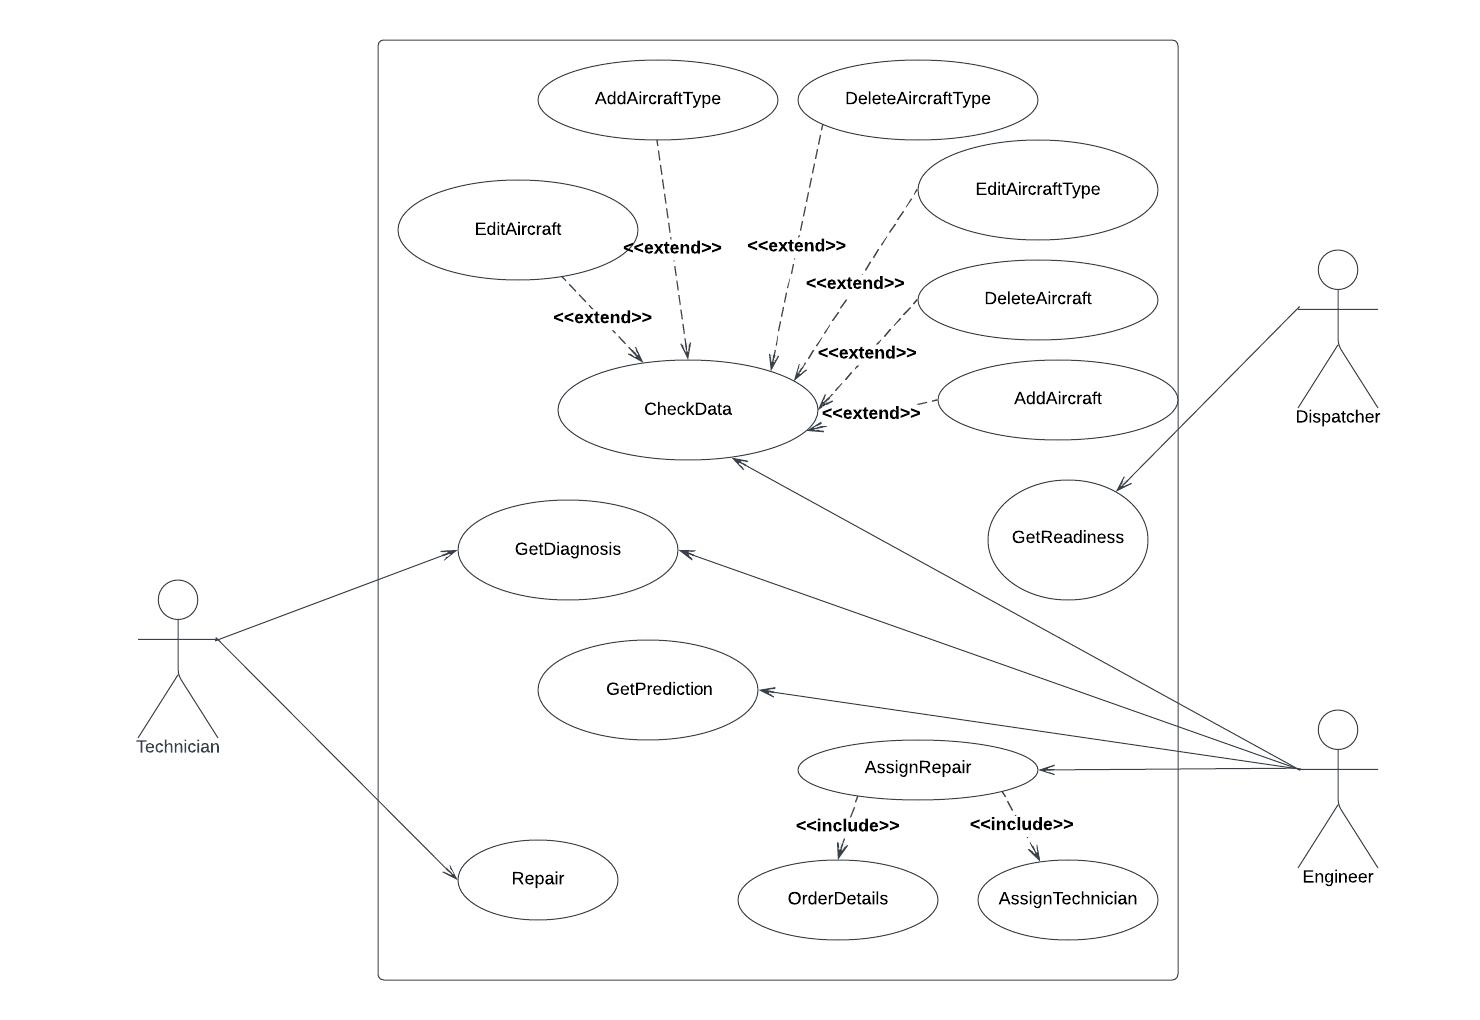 AddAircraftType
DeleteAircraftType
EditAircraftType
EditAircraft
<<extend>>
<<extend>>
<<extend>>
DeleteAircraft
<<extend>>
<<extend>>
AddAircraft
CheckData
<<extend>>
Dispatcher
GetReadiness
GetDiagnosis
GetPrediction
Technician
AssignRepair
<<include>>
<<include>>
Repair
OrderDetails
AssignTechnician
Engineer